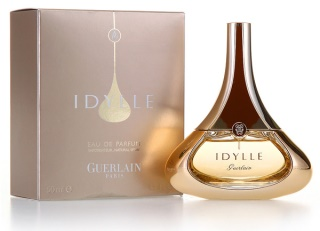 IDYLLE
EAU DE PARFUM
GUERLAIN
PARIS
IDYLLE
Guerlain